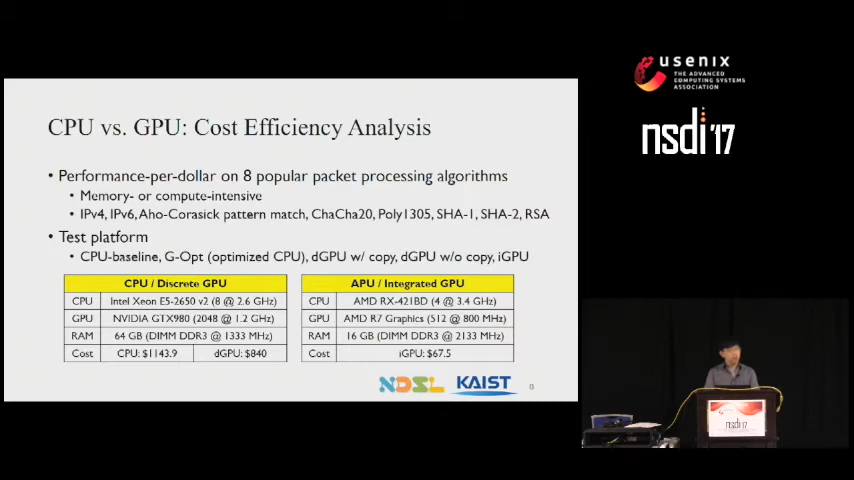 usenix
THE ADVANCED
COMPUTING SYSTEMS
ASSOCIATION
nsdi '17
CPU vs. GPU: Cost Efficiency Analysis
• Performance-per-dollar on 8 popular packet processing algorithms
• Memory- or compute-intensive
• IPv4, IPv6, Aho-Corasick pattern match, ChaCha20, Poly1305, SHA-1, SHA-2, RSA
• Test platform
• CPU-baseline, G-Opt (optimized CPU), dGPU w/ copy, dGPU w/o copy, iGPU
CPU / Discrete GPU
CPU Intel Xeon E5-2650 v2 (8 @ 2.6 GHz)
GPU NVIDIA GTX980 (2048 @ 1.2 GHz)
RAM 64 GB (DIMM DDR3 @ 1333 MHz)
Cost CPU: $1143.9 dGPU: $840
APU / Integrated GPU
CPU AMD RX-421BD (4 @ 3.4 GHz)
GPU AMD R7 Graphics (512 @ 800 MHz)
RAM 16 GB (DIMM DDR3 @ 2133 MHz)
Cost iGPU: $67.5
NDSL KAIST 8
nsdi '17